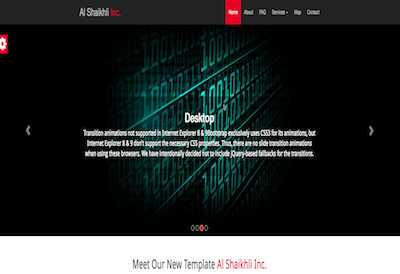 Al Shaikhli Inc.
Home About FAQ Services Map Contact
Desktop
Transition animations not supported in Internet Explorer 8 & 9Bootstrap exclusively uses CSS3 for its animations, but
Internet Explorer 8 & 9 don't support the necessary CSS properties. Thus, there are no slide transition animations
when using these browsers. We have intentionally decided not to include jQuery-based fallbacks for the transitions.
Meet Our New Template Al Shaikhli Inc.